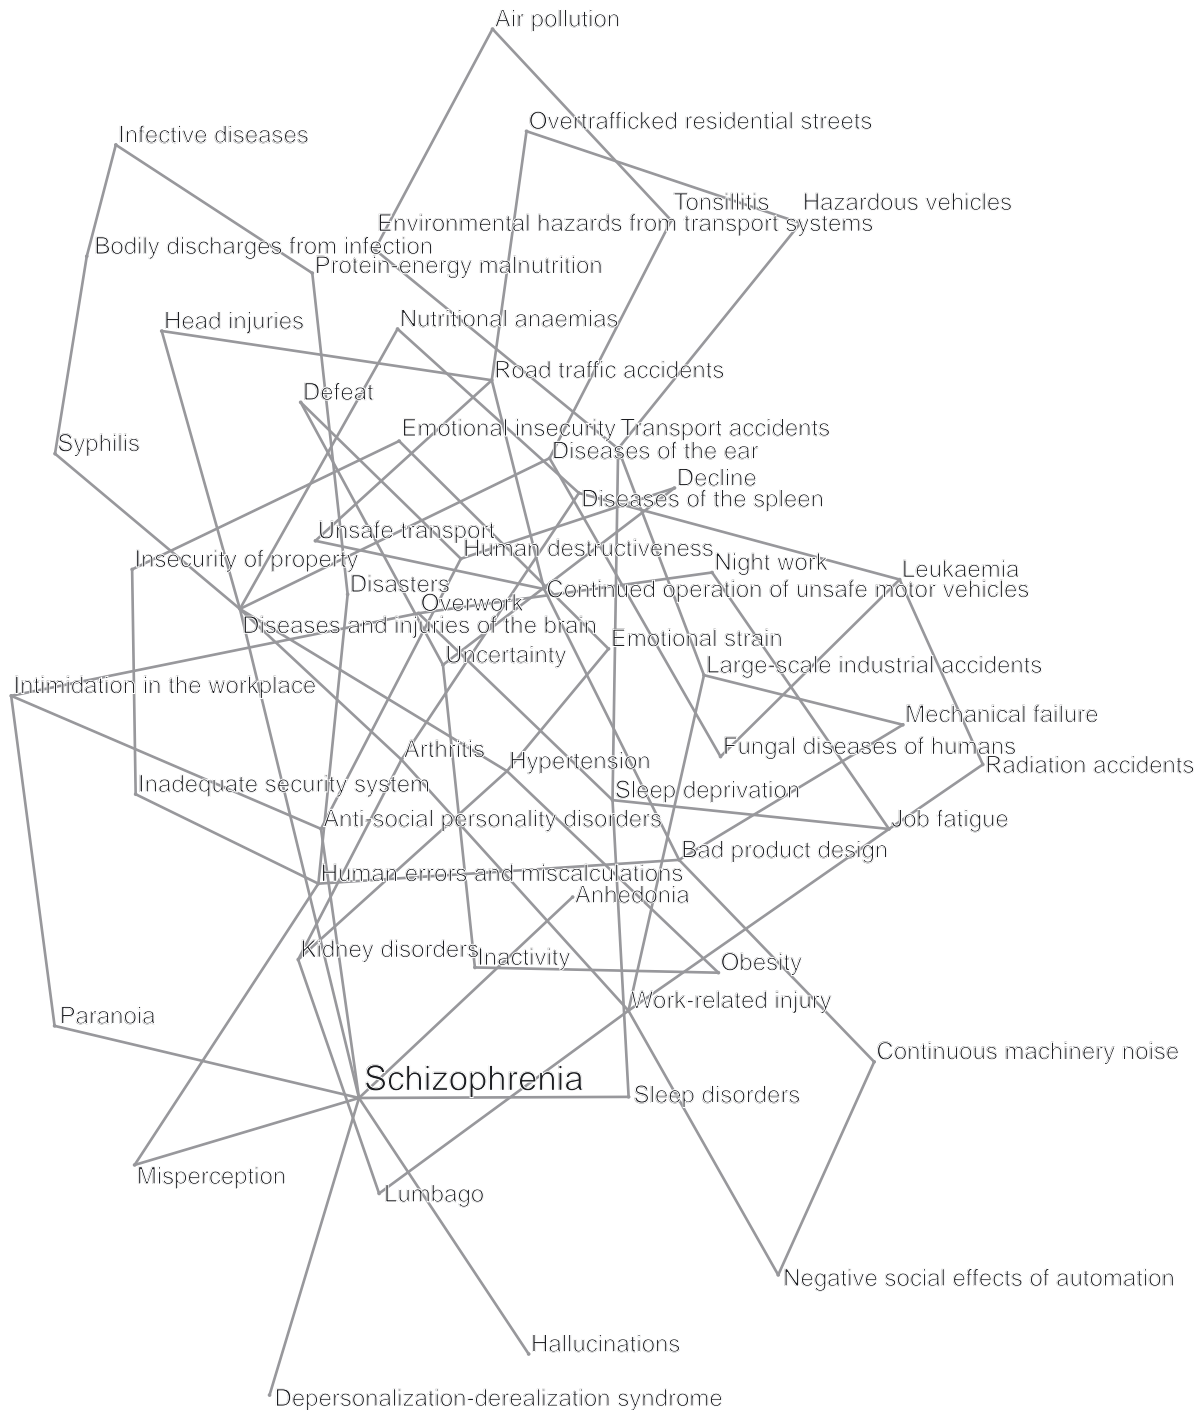 Air pollution
Overtrafficked residential streets
Infective diseases
Tonsillitis
Hazardous vehicles
Environmental hazards from transport systems
Bodily discharges from infection
Protein-energy malnutrition
Head injuries
Nutritional anaemias
Road traffic accidents
Defeat
Emotional insecurity
Transport accidents
Syphilis
Diseases of the ear
Decline
Diseases of the spleen
Unsafe transport
Human destructiveness
Insecurity of property
Night work
Leukaemia
Disasters
Continued operation of unsafe motor vehicles
Overwork
Diseases and injuries of the brain
Emotional strain
Uncertainty
Large-scale industrial accidents
Intimidation in the workplace
Mechanical failure
Arthritis
Fungal diseases of humans
Hypertension
Radiation accidents
Inadequate security system
Sleep deprivation
Anti-social personality disorders
Job fatigue
Bad product design
Human errors and miscalculations
Anhedonia
Kidney disorders
Inactivity
Obesity
Work-related injury
Paranoia
Continuous machinery noise
Schizophrenia
Sleep disorders
Misperception
Lumbago
Negative social effects of automation
Hallucinations
Depersonalization-derealization syndrome